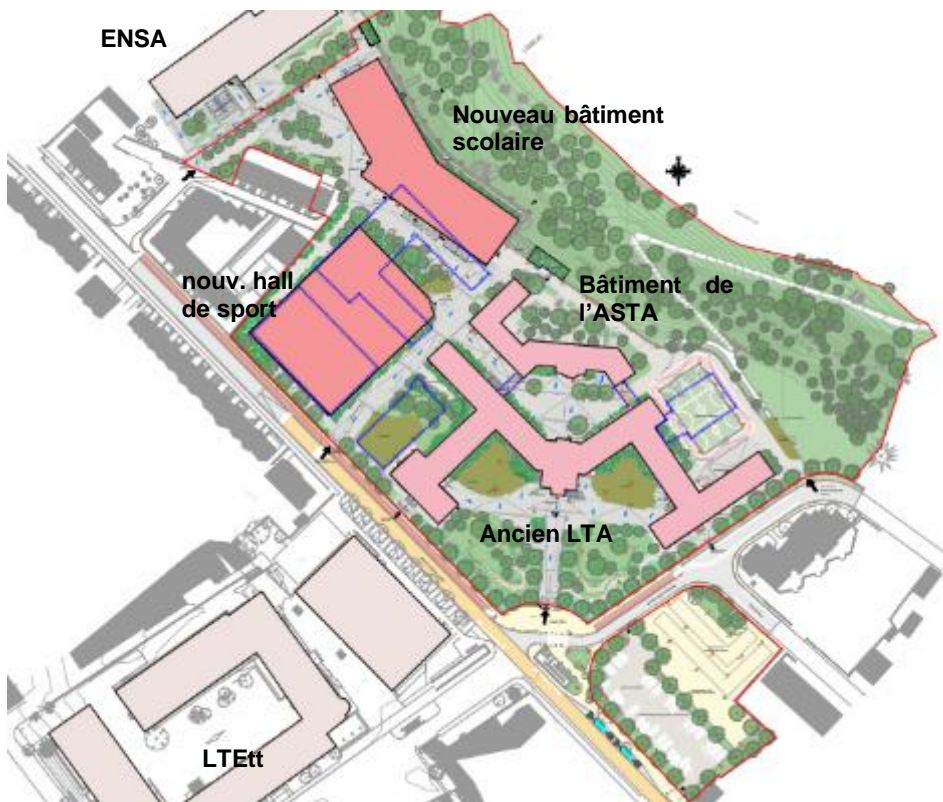 ENSA
Nouveau bâtiment
scolaire
nouv. hall
de sport
Bâtiment de
l'ASTA
Ancien LTA
LTEtt